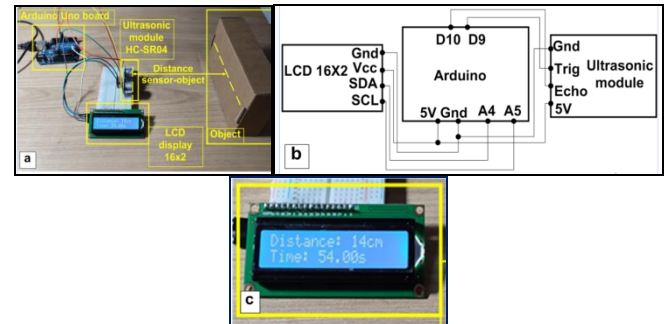 Arduino Uno board
Ultrasonic
module
HC-SR04
Distance
sensor-object
LCD
display
16x2
Object
a
D10 D9
Gnd
Vcc
SDA
SCL
LCD 16X2
Arduino
5V Gnd A4 A5
Gnd
Trig
Echo
5V
Ultrasonic
module
b
Distance: 14cm
Time: 54.00s
c